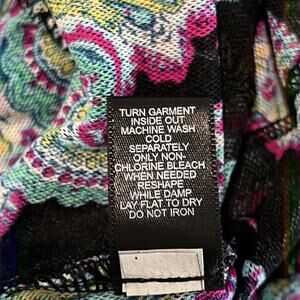 TURN GARMENT
INSIDE OUT
MACHINE WASH
COLD
SEPARATELY
ONLY NON-
CHLORINE BLEACH
WHEN NEEDED
RESHAPE
WHILE DAMP
LAY FLAT TO DRY
DO NOT IRON